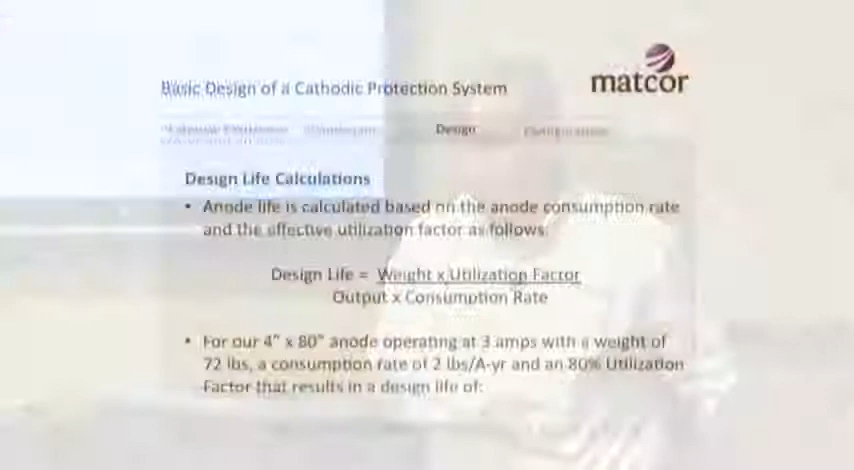 matcor
Basic Design of a Cathodic Protection System
Design
Design Life Calculations
• Anode life is calculated based on the anode consumption rate
and the effective utilization factor as follows:
Design Life = Weight x Utilization Factor
Output x Consumption Rate
• For our 4" x 80" anode operating at 3 amps with a weight of
72 lbs, a consumption rate of 2 lbs/A-yr and an 80% Utilization
Factor that results in a design life of: